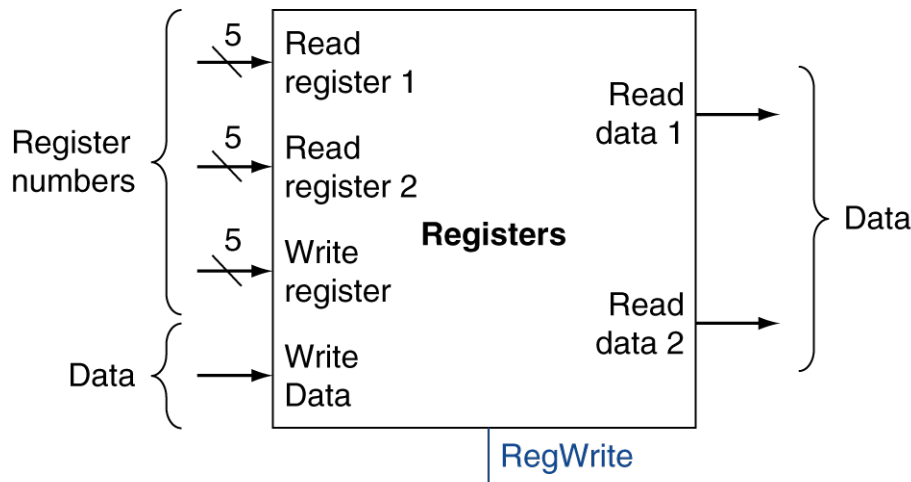 Register
numbers
Data
5
Read
register 1
5
Read
register 2
5
Write
register
Write
Data
Registers
Read
data 1
Read
data 2
Data
RegWrite